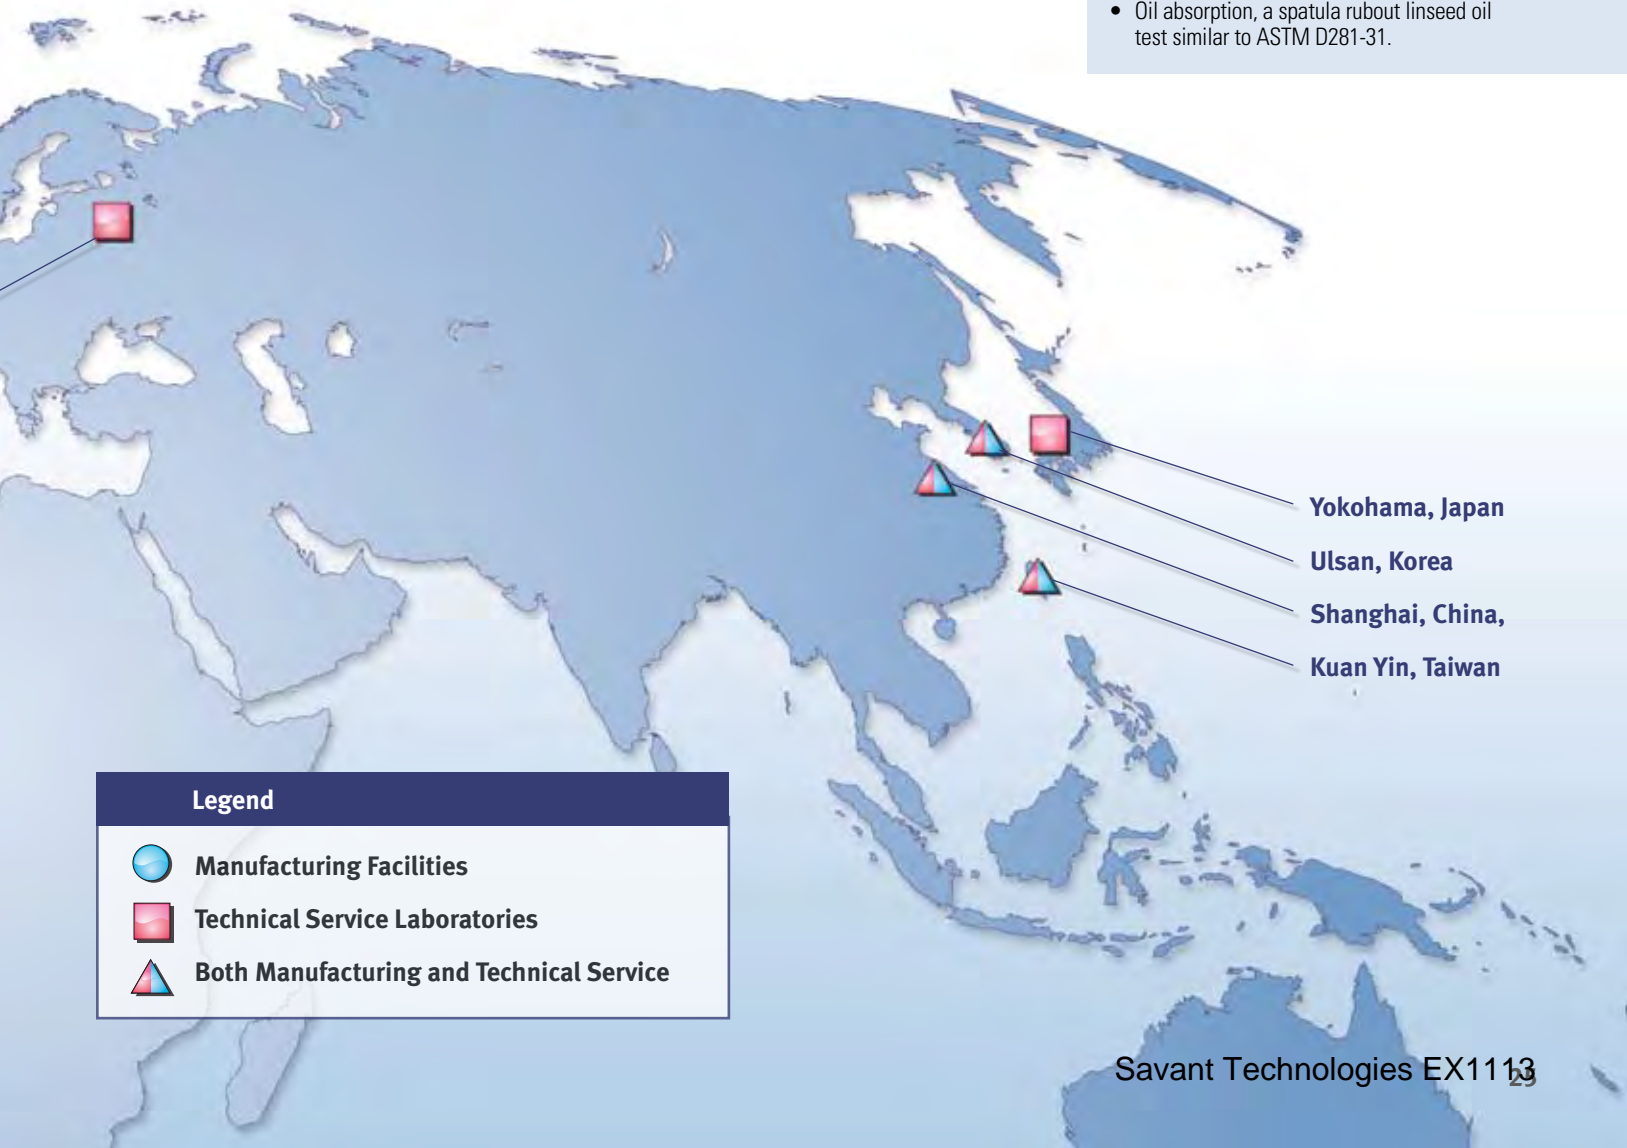 • Oil absorption, a spatula rubout linseed oil
test similar to ASTM D281-31.
Yokohama, Japan
Ulsan, Korea
Shanghai, China,
Kuan Yin, Taiwan
Legend
Manufacturing Facilities
Technical Service Laboratories
Both Manufacturing and Technical Service
Savant Technologies EX1113
25